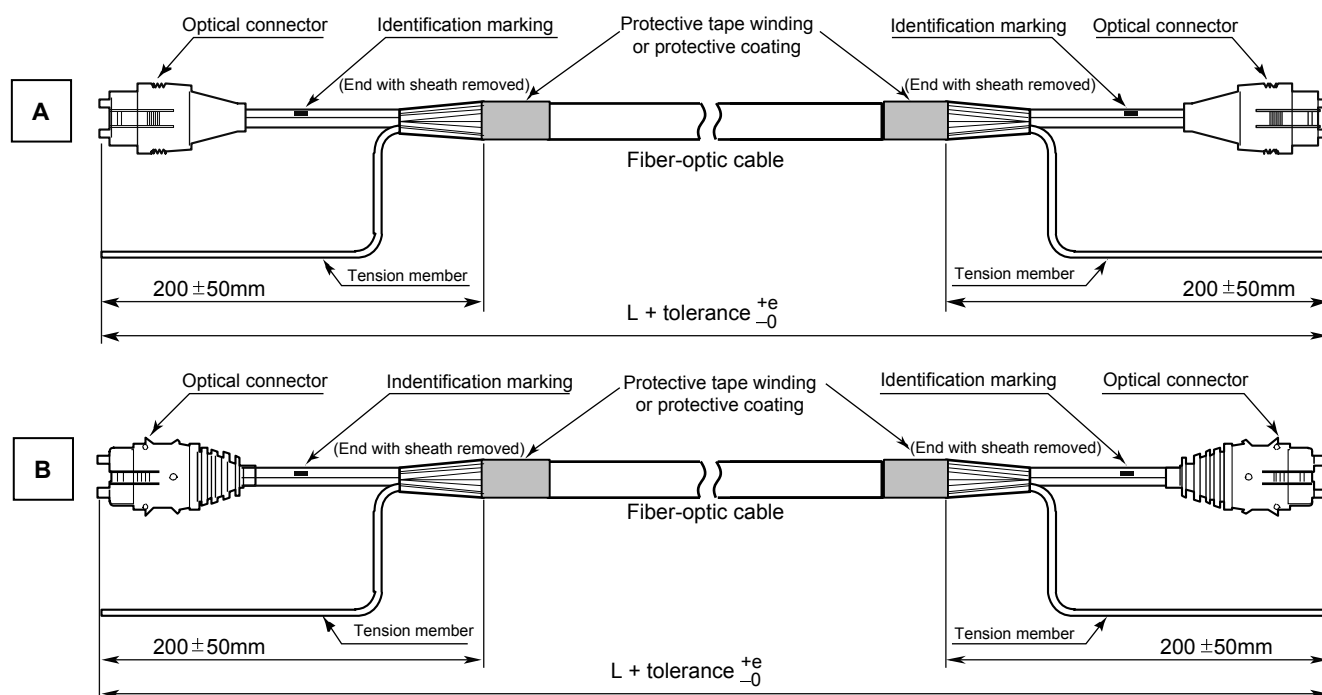 Optical connector
Identification marking
Protective tape winding
or protective coating
Identification marking
Optical connector
A
(End with sheath removed)
(End with sheath removed)
Fiber-optic cable
Tension member
Tension member
200 ±50mm
200 ±50mm
L + tolerance +e –0
Optical connector
Indentification marking
Protective tape winding
or protective coating
Identification marking
Optical connector
B
(End with sheath removed)
(End with sheath removed)
Fiber-optic cable
Tension member
Tension member
200 ±50mm
200 ±50mm
L + tolerance +e –0